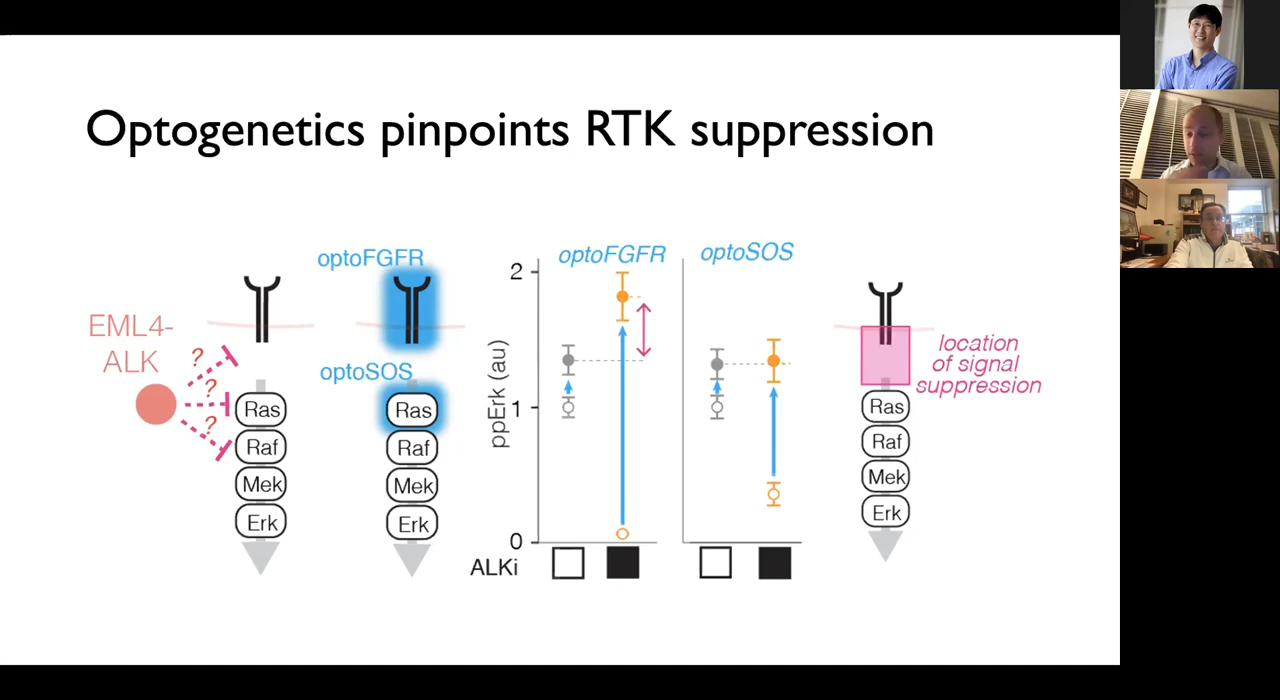 Optogenetics pinpoints RTK suppression
EML4-
ALK
?
?
?
Ras
Raf
Mek
Erk
optoFGFR
optoSOS
Ras
Raf
Mek
Erk
ppErk (au)
2
1
0
optoFGFR
optoSOS
ALKi
location
of signal
suppression
Ras
Raf
Mek
Erk